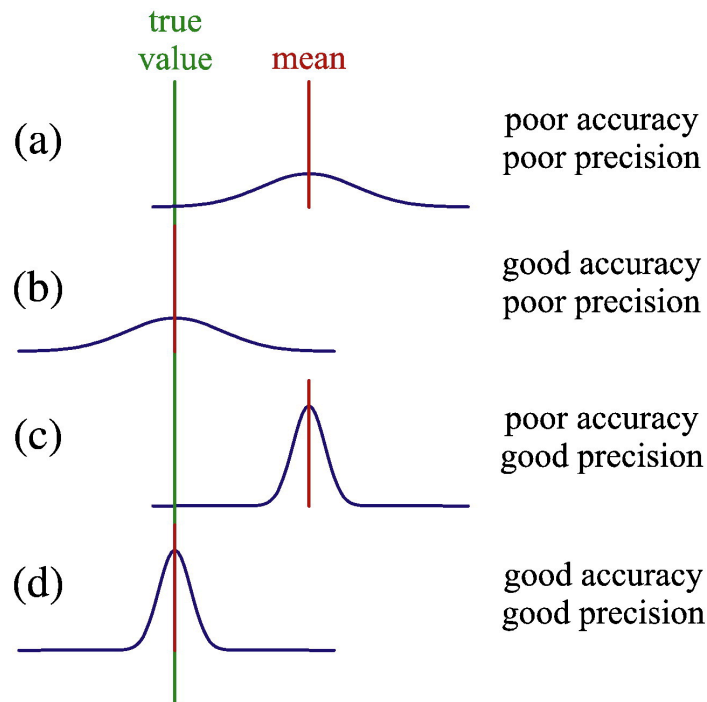 true
value
mean
(a)
poor accuracy
poor precision
(b)
good accuracy
poor precision
(c)
poor accuracy
good precision
(d)
good accuracy
good precision